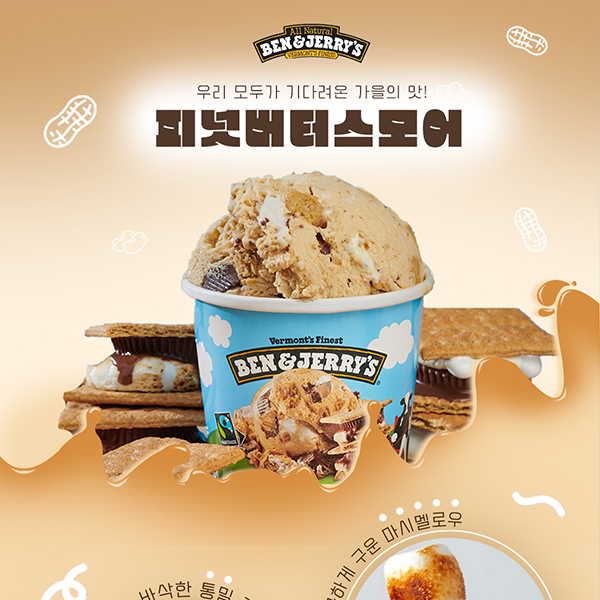 All Natural
BEN & JERRY'S
VERMONT'S FINEST
우리 모두가 기다려온 가을의 맛!
피넛버터스모어
Vermont's Finest
BEN & JERRY'S
FAIRTRADE
바삭한 통밀
하게 구운 마시멜로우